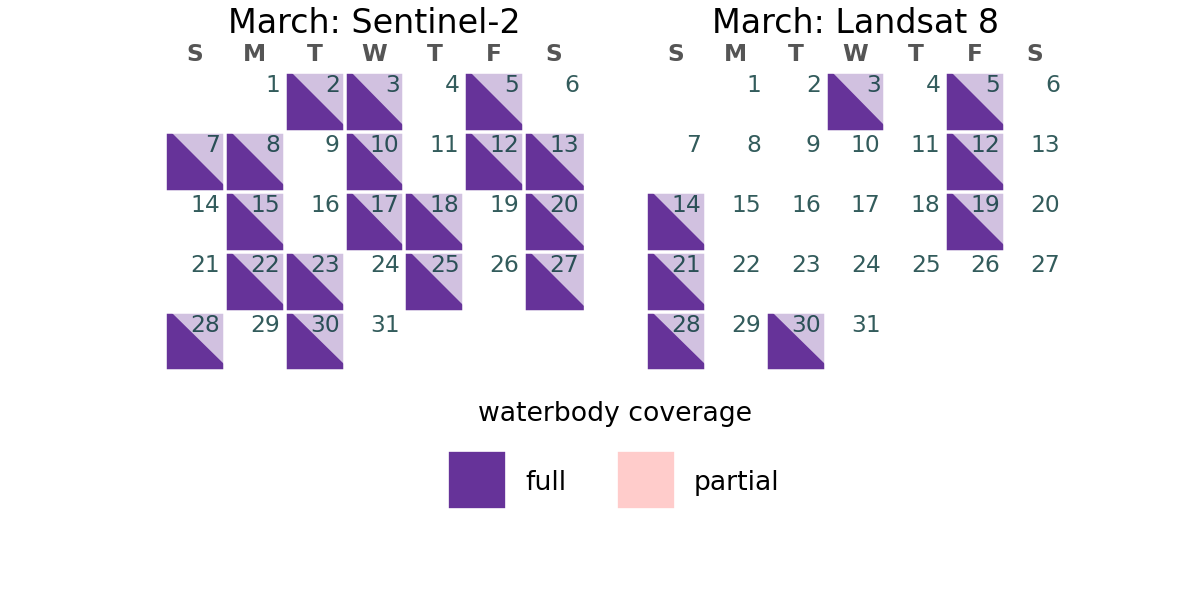 March: Sentinel-2
S M T W T F S
1 2 3 4 5 6
7 8 9 10 11 12 13
14 15 16 17 18 19 20
21 22 23 24 25 26 27
28 29 30 31
March: Landsat 8
S M T W T F S
1 2 3 4 5 6
7 8 9 10 11 12 13
14 15 16 17 18 19 20
21 22 23 24 25 26 27
28 29 30 31
waterbody coverage
full partial